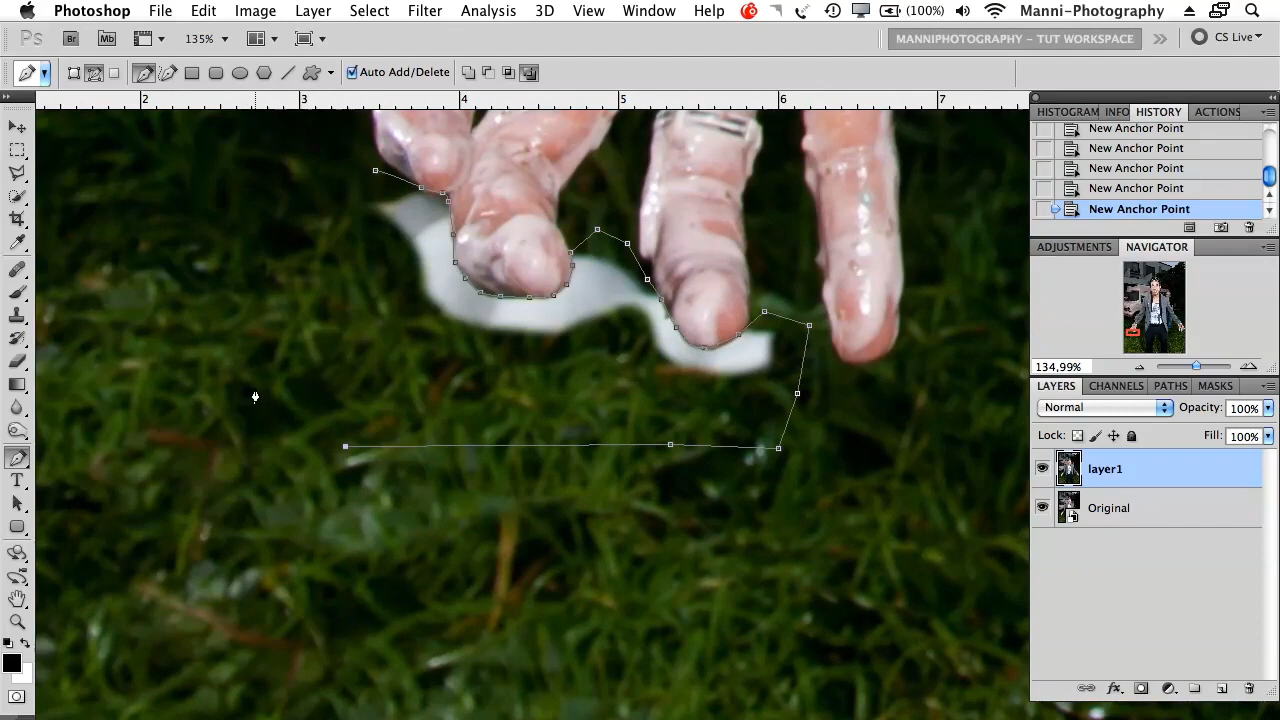 Photoshop File Edit Image Layer Select Filter Analysis 3D View Window Help (100%) Manni-Photography
Ps Br Mb 135% MANNIPHOTOGRAPHY - TUT WORKSPACE CS Live
Auto Add/Delete
2 3 4 5 6 7
HISTOGRAM INFO HISTORY ACTIONS
New Anchor Point
New Anchor Point
New Anchor Point
New Anchor Point
New Anchor Point
ADJUSTMENTS NAVIGATOR
134,99%
LAYERS CHANNELS PATHS MASKS
Normal Opacity: 100%
Lock: Fill: 100%
layer1
Original
T
fx